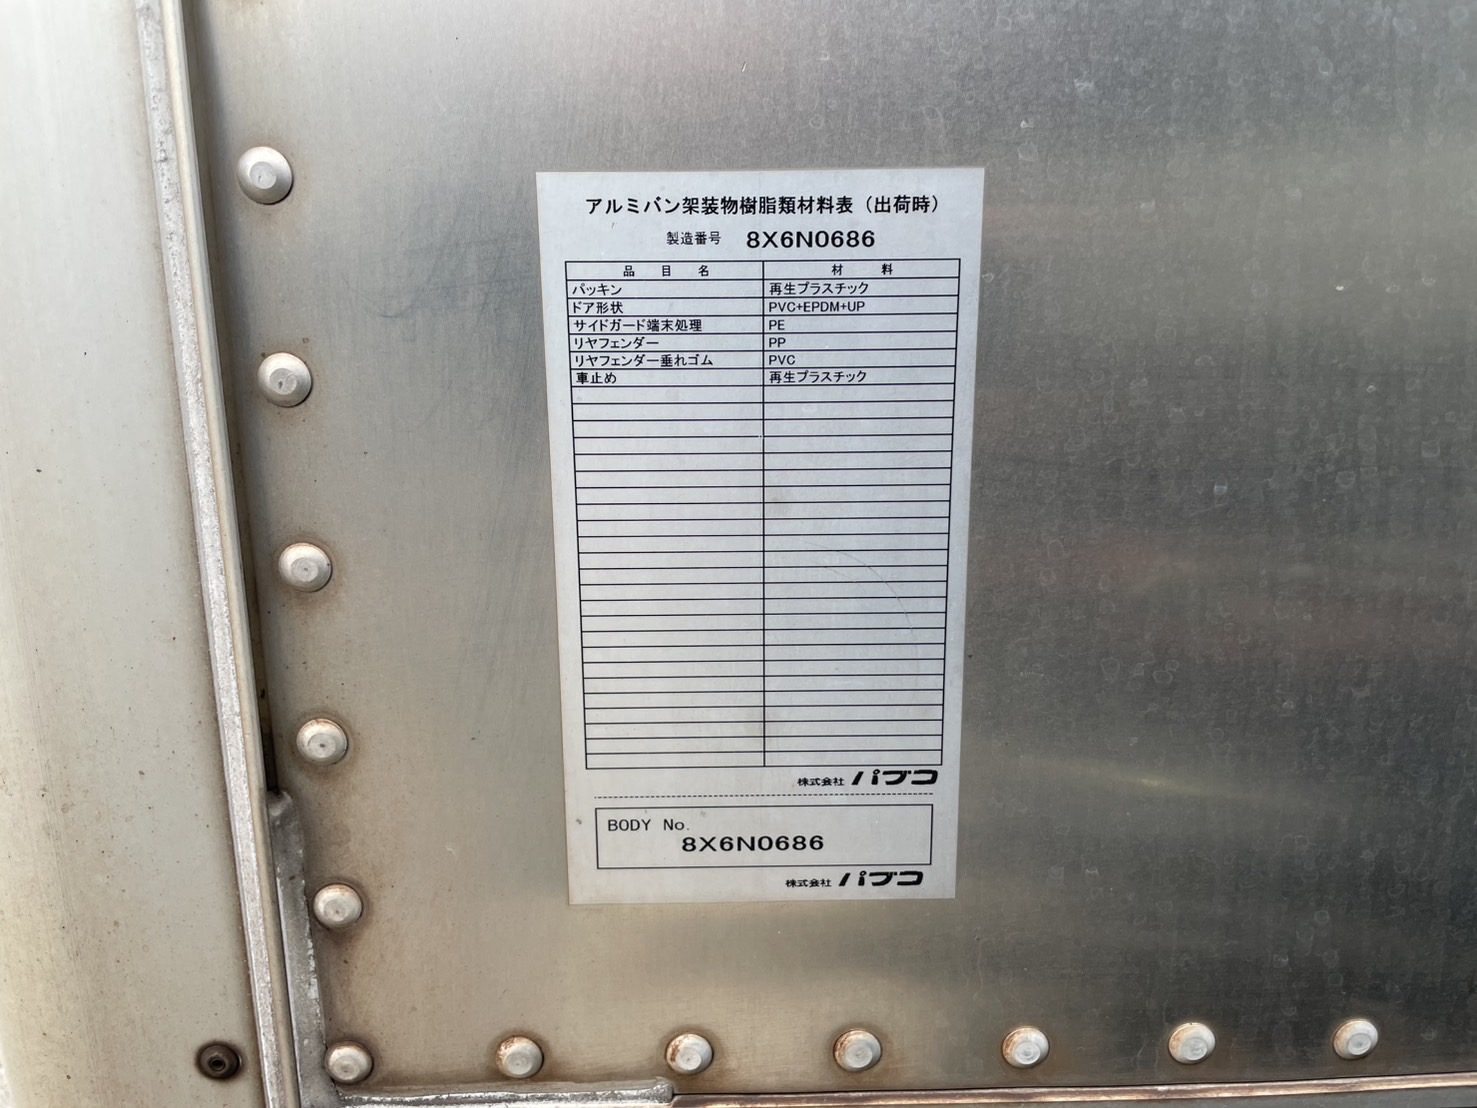 アルミバン架装物樹脂類材料表（出荷時）
製造番号 8X6N0686
品目名 材料
パッキン 再生プラスチック
ドア形状 PVC+EPDM+UP
サイドガード端末処理 PE
リヤフェンダー PP
リヤフェンダー垂れゴム PVC
車止め 再生プラスチック
株式会社 パブコ
BODY No.
8X6N0686
株式会社 パブコ